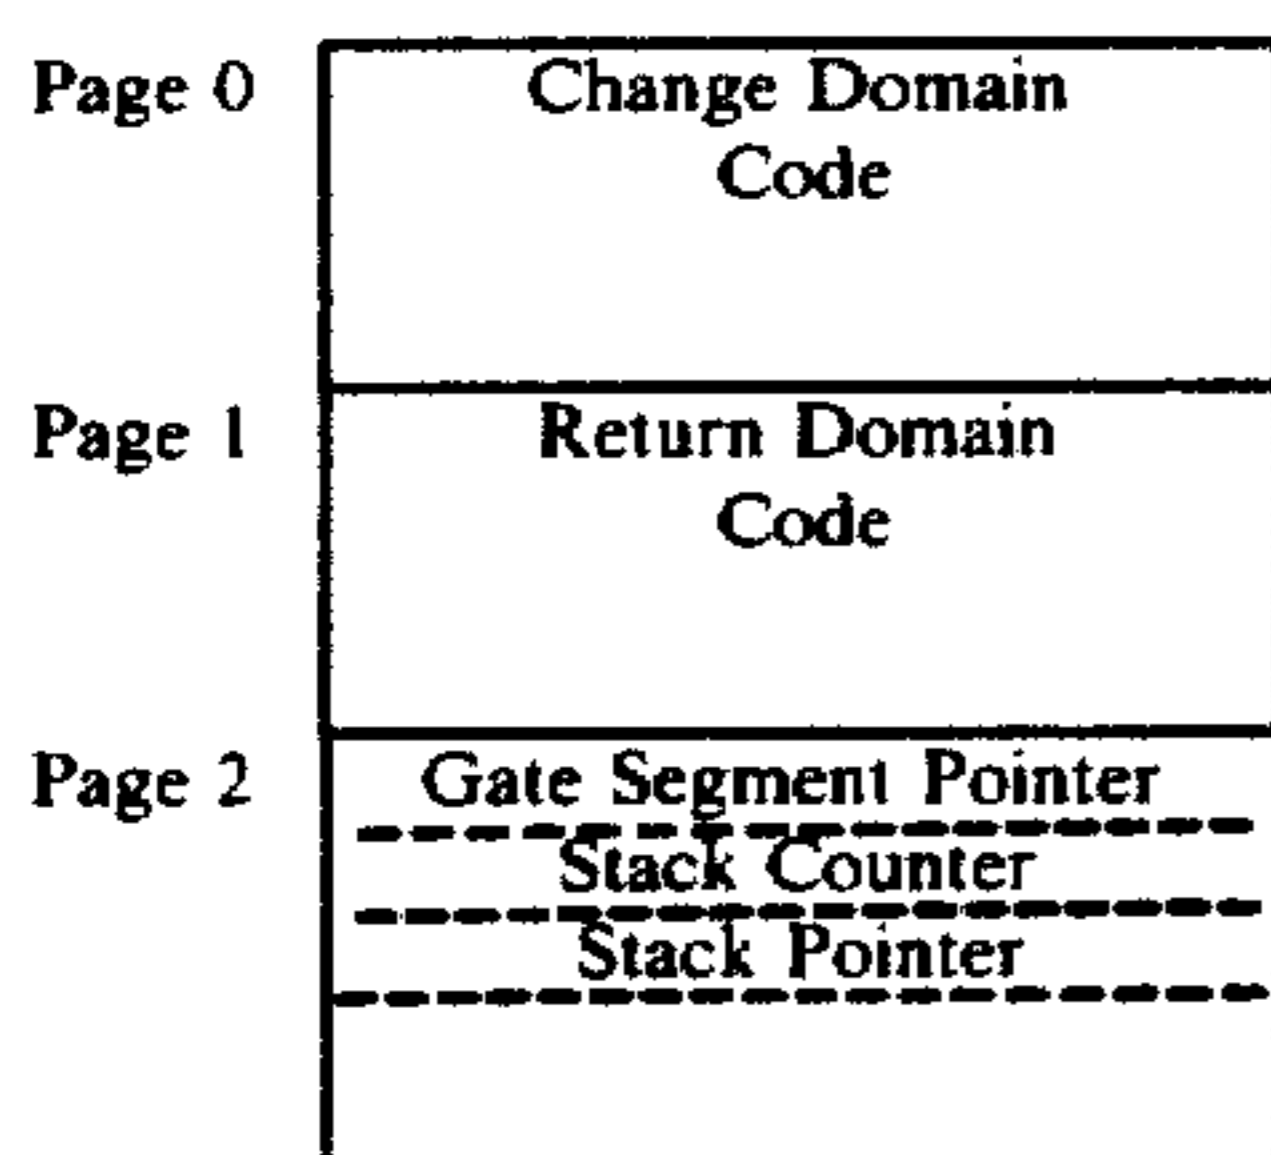 Page 0
Change Domain
Code
Page 1
Return Domain
Code
Page 2
Gate Segment Pointer
Stack Counter
Stack Pointer